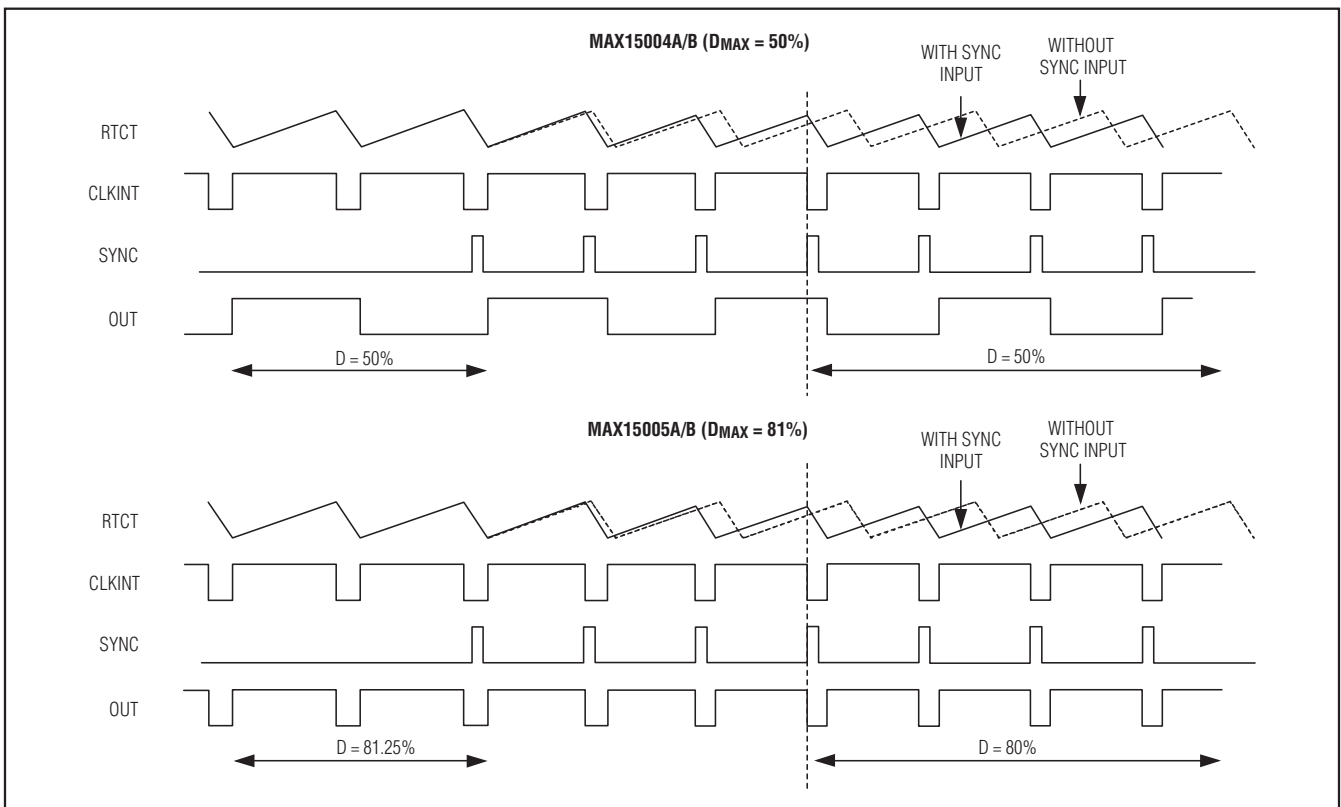 MAX15004A/B (DMAX = 50%)
WITH SYNC
INPUT
WITHOUT
SYNC INPUT
RTCT
CLKINT
SYNC
OUT
D = 50%
D = 50%
MAX15005A/B (DMAX = 81%)
WITH SYNC
INPUT
WITHOUT
SYNC INPUT
RTCT
CLKINT
SYNC
OUT
D = 81.25%
D = 80%